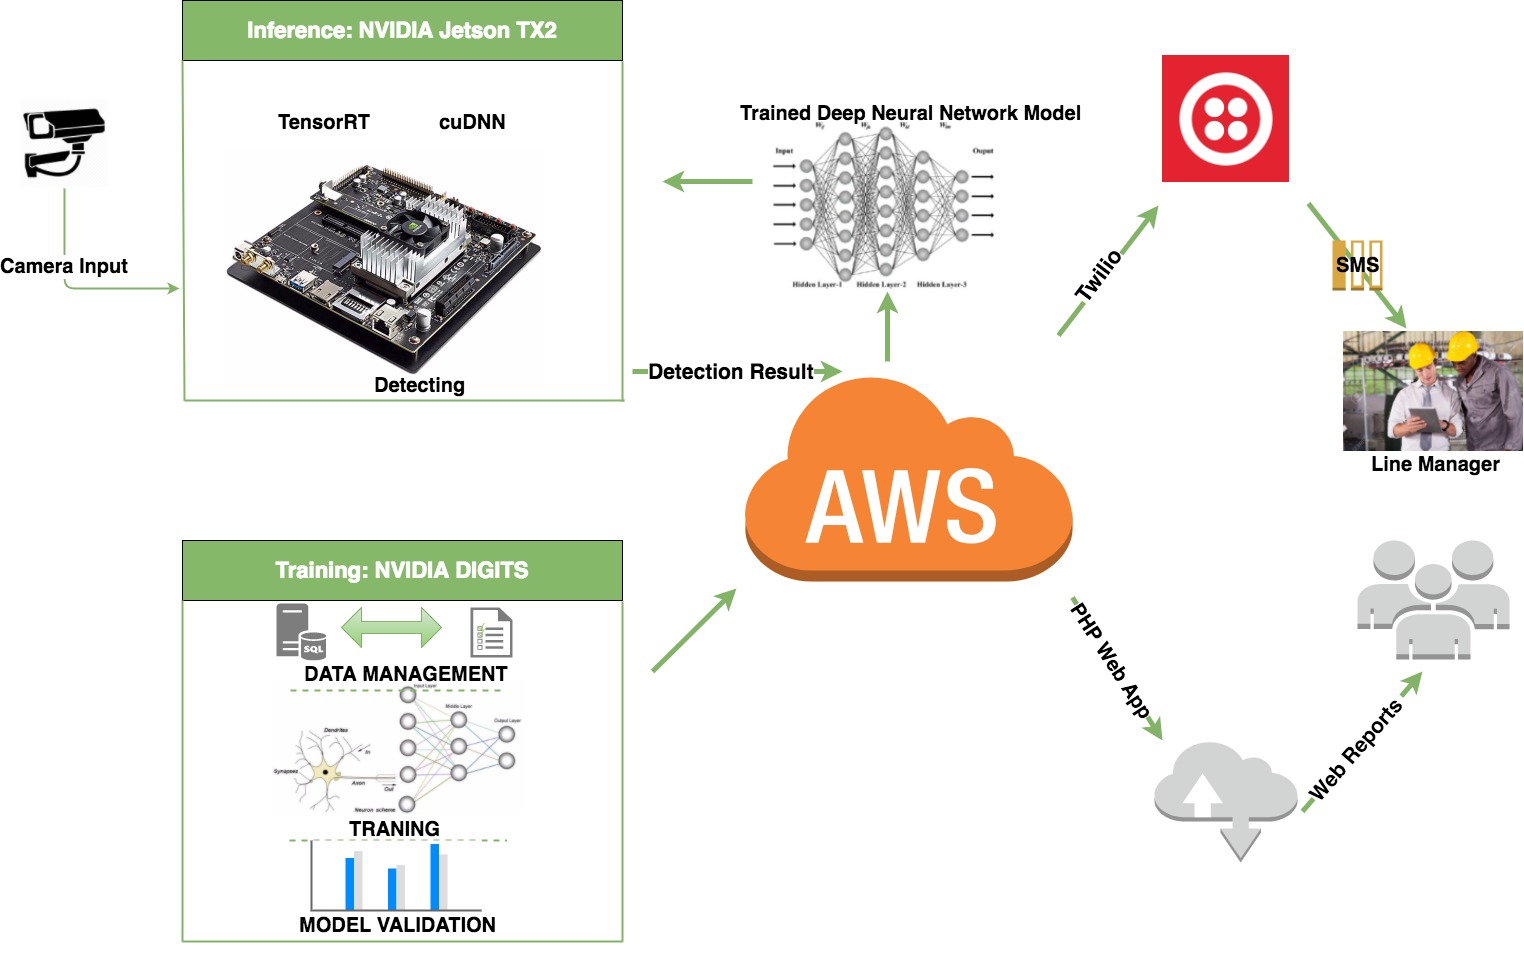 Inference: NVIDIA Jetson TX2
TensorRT
cuDNN
Detecting
Camera Input
Trained Deep Neural Network Model
Input
Ouput
Hidden Layer-1
Hidden Layer-2
Hidden Layer-3
Twilio
SMS
Line Manager
Detection Result
AWS
Training: NVIDIA DIGITS
SQL
DATA MANAGEMENT
Input Layer
Middle Layer
Output Layer
Dendrites
In
Synapses
Axon
Out
Neuron scheme
TRANING
MODEL VALIDATION
PHP Web App
Web Reports